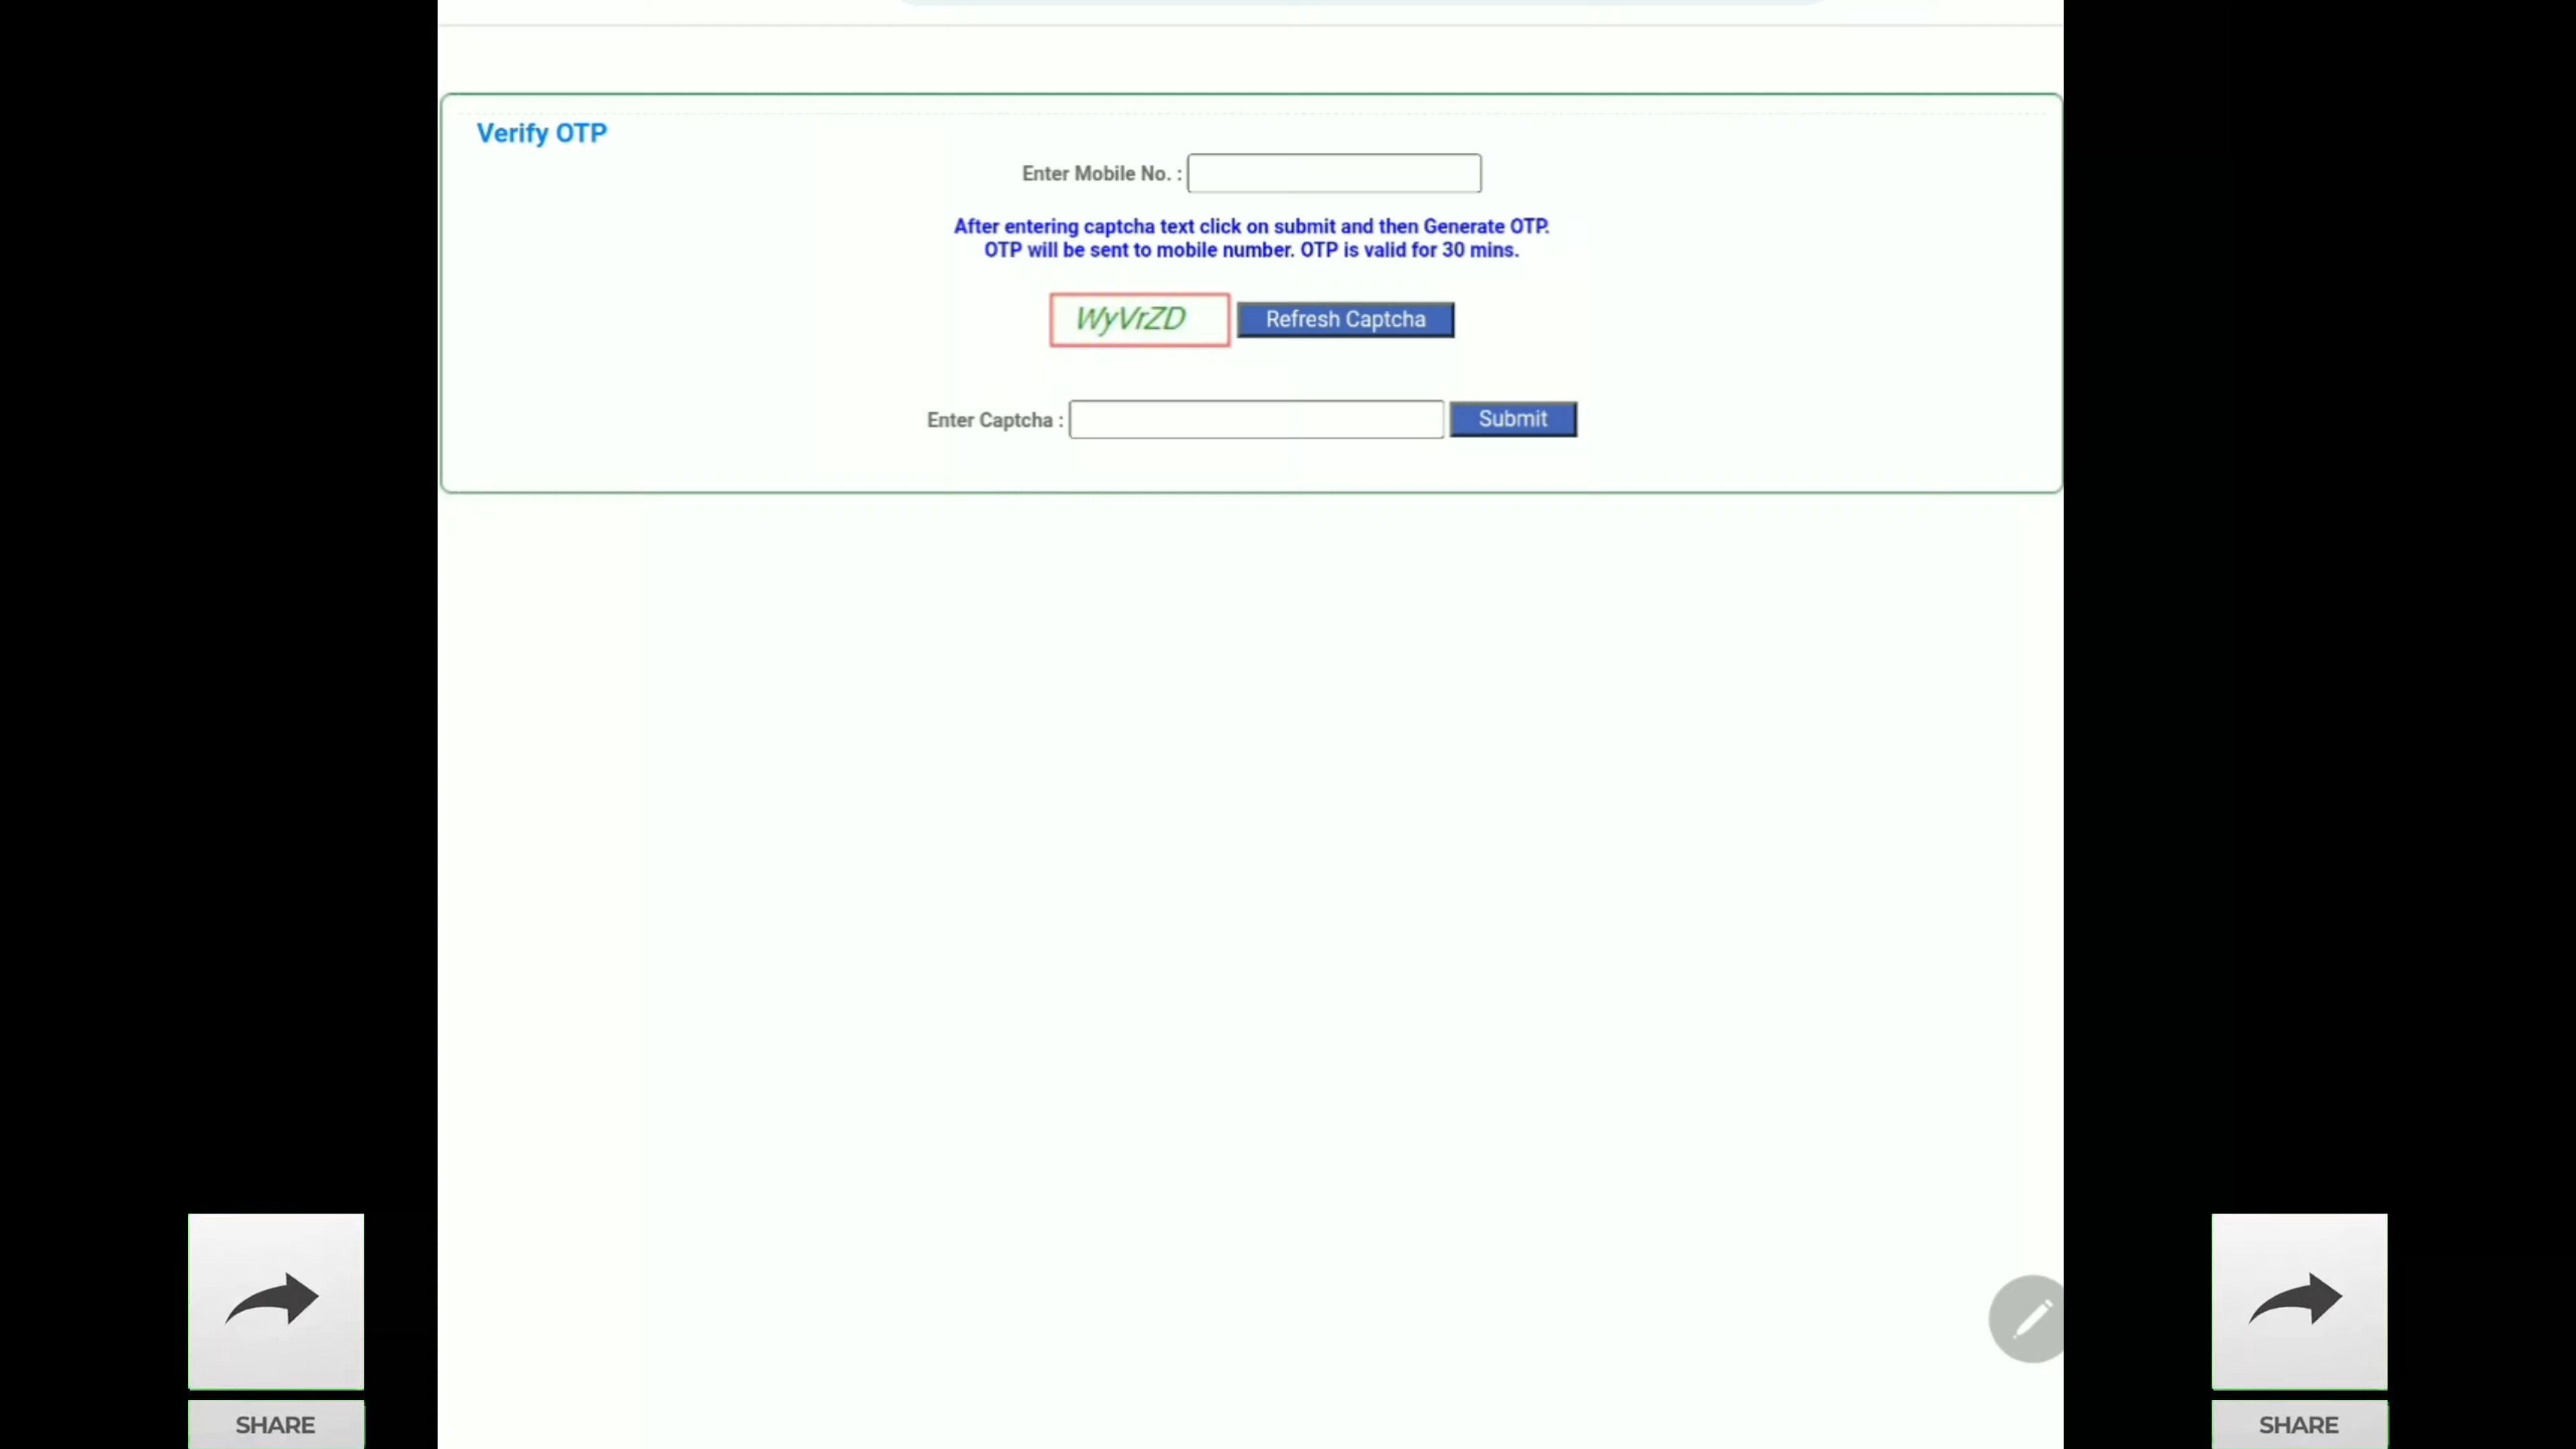 Verify OTP
Enter Mobile No. :
After entering captcha text click on submit and then Generate OTP.
OTP will be sent to mobile number. OTP is valid for 30 mins.
WyVrZD Refresh Captcha
Enter Captcha : Submit
SHARE SHARE